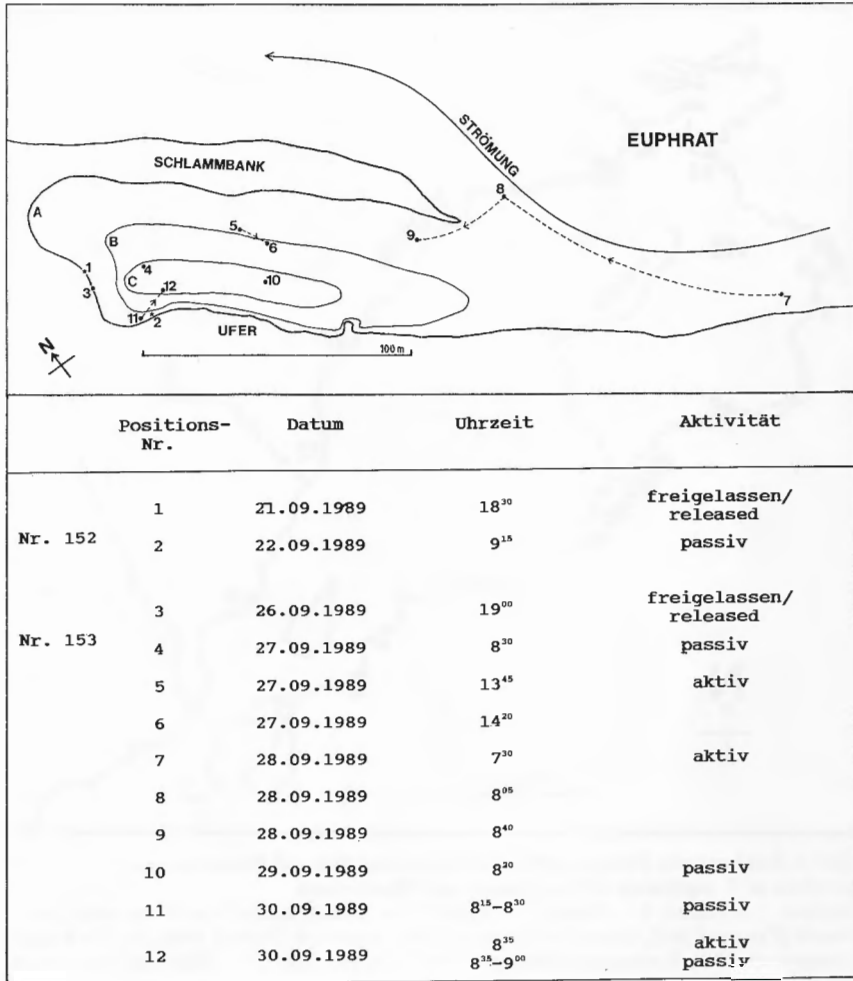 STRÖMUNG
EUPHRAT
SCHLAMMBANK
8
A
5
9
B
6
1
4
C
12
10
3
7
11
2
UFER
N
100 m
Positions-Nr. Datum Uhrzeit Aktivität
1 21.09.1989 18³⁰ freigelassen/
released
Nr. 152
2 22.09.1989 9¹⁵ passiv
3 26.09.1989 19⁰⁰ freigelassen/
released
Nr. 153
4 27.09.1989 8³⁰ passiv
5 27.09.1989 13⁴⁵ aktiv
6 27.09.1989 14²⁰
7 28.09.1989 7³⁰ aktiv
8 28.09.1989 8⁰⁵
9 28.09.1989 8⁴⁰
10 29.09.1989 8²⁰ passiv
11 30.09.1989 8¹⁵-8³⁰ passiv
8³⁵ aktiv
12 30.09.1989 8³⁵-9⁰⁰ passiv